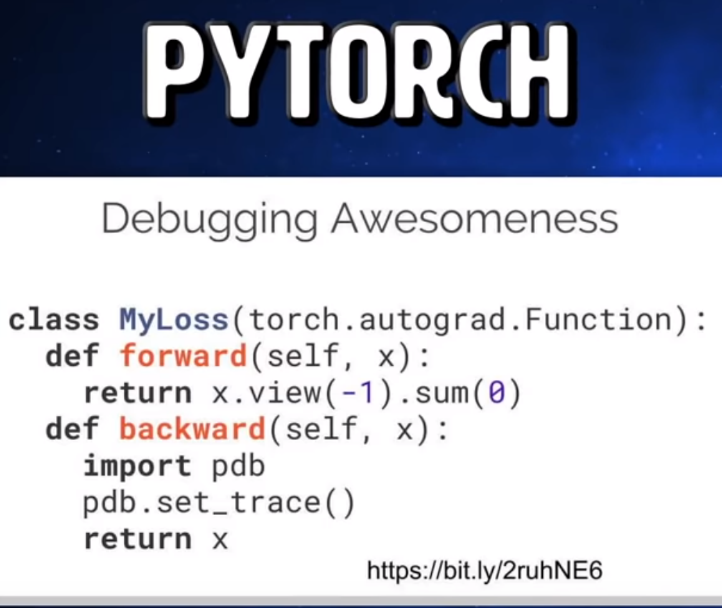 PYTORCH
Debugging Awesomeness
class MyLoss(torch.autograd.Function):
  def forward(self, x):
    return x.view(-1).sum(0)
  def backward(self, x):
    import pdb
    pdb.set_trace()
    return x
https://bit.ly/2ruhNE6